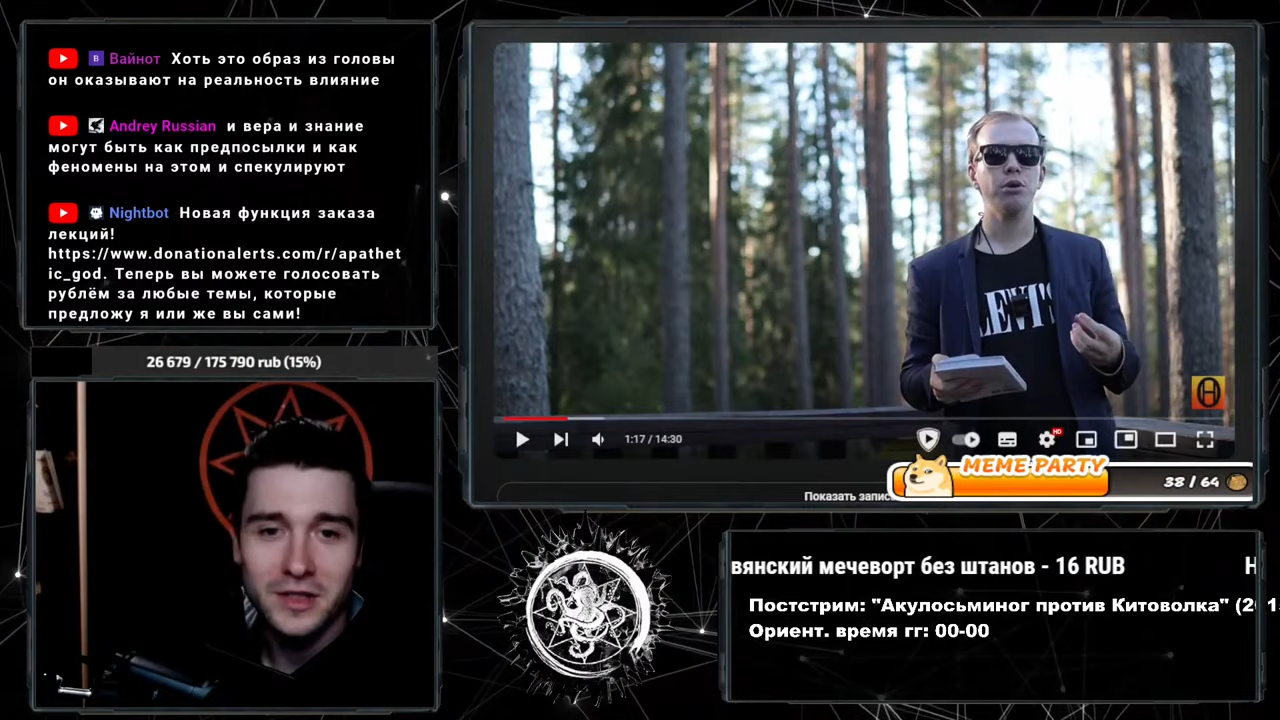 В Вайнот Хоть это образ из головы
он оказывают на реальность влияние
Andrey Russian и вера и знание
могут быть как предпосылки и как
феномены на этом и спекулируют
Nightbot Новая функция заказа
лекций!
https://www.donationalerts.com/r/apathet
ic_god. Теперь вы можете голосовать
рублём за любые темы, которые
предложу я или же вы сами!
26 679 / 175 790 rub (15%)
LEVI'S
1:17 / 14:30
HD
MEME PARTY
38 / 64
Показать запис
вянский мечеворт без штанов - 16 RUB
Н
Постстрим: "Акулосьминог против Китоволка" (2
Ориент. время гг: 00-00